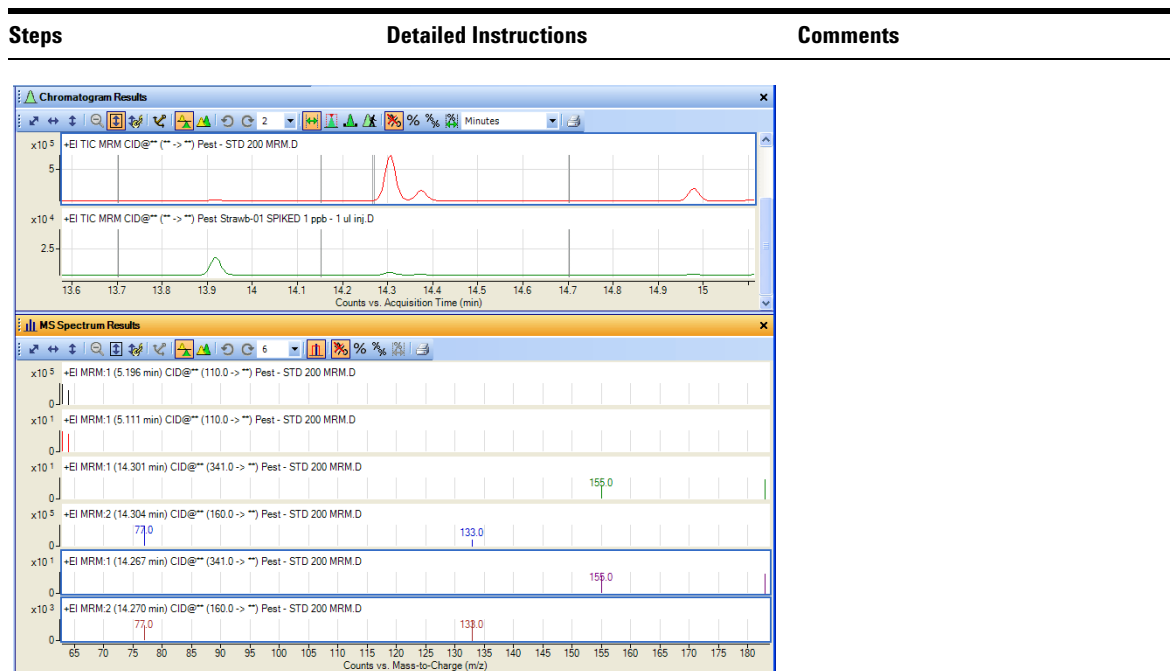 Steps Detailed Instructions Comments
Chromatogram Results
2 % Minutes
x10 5 +EI TIC MRM CID@** (** -> **) Pest - STD 200 MRM.D
5
x10 4 +EI TIC MRM CID@** (** -> **) Pest Strawb-01 SPIKED 1 ppb - 1 ul inj.D
2.5
13.6 13.7 13.8 13.9 14 14.1 14.2 14.3 14.4 14.5 14.6 14.7 14.8 14.9 15
Counts vs. Acquisition Time (min)
MS Spectrum Results
6 %
x10 5 +EI MRM:1 (5.196 min) CID@** (110.0 -> **) Pest - STD 200 MRM.D
0
x10 1 +EI MRM:1 (5.111 min) CID@** (110.0 -> **) Pest - STD 200 MRM.D
0
x10 1 +EI MRM:1 (14.301 min) CID@** (341.0 -> **) Pest - STD 200 MRM.D
155.0
0
x10 5 +EI MRM:2 (14.304 min) CID@** (160.0 -> **) Pest - STD 200 MRM.D
77.0 133.0
0
x10 1 +EI MRM:1 (14.267 min) CID@** (341.0 -> **) Pest - STD 200 MRM.D
155.0
0
x10 3 +EI MRM:2 (14.270 min) CID@** (160.0 -> **) Pest - STD 200 MRM.D
77.0 133.0
0
65 70 75 80 85 90 95 100 105 110 115 120 125 130 135 140 145 150 155 160 165 170 175 180
Counts vs. Mass-to-Charge (m/z)